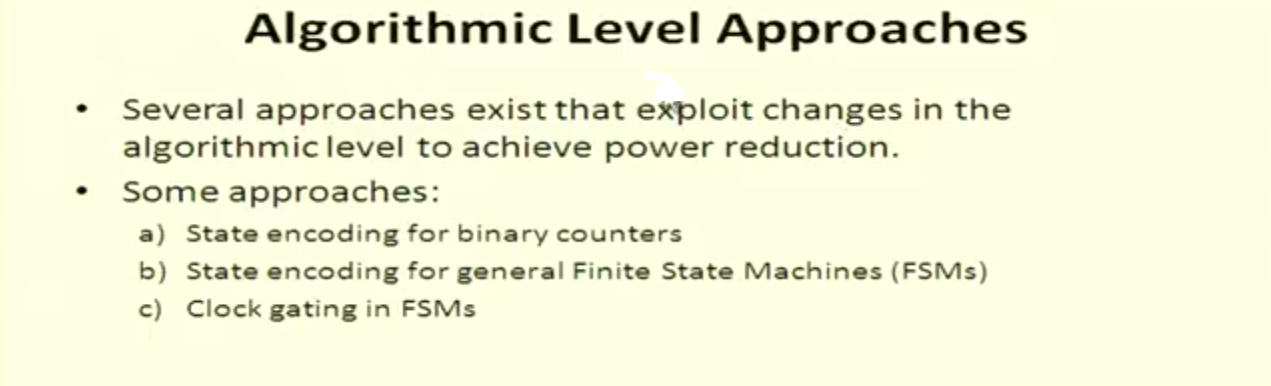 Algorithmic Level Approaches
• Several approaches exist that exploit changes in the
algorithmic level to achieve power reduction.
• Some approaches:
a) State encoding for binary counters
b) State encoding for general Finite State Machines (FSMs)
c) Clock gating in FSMs